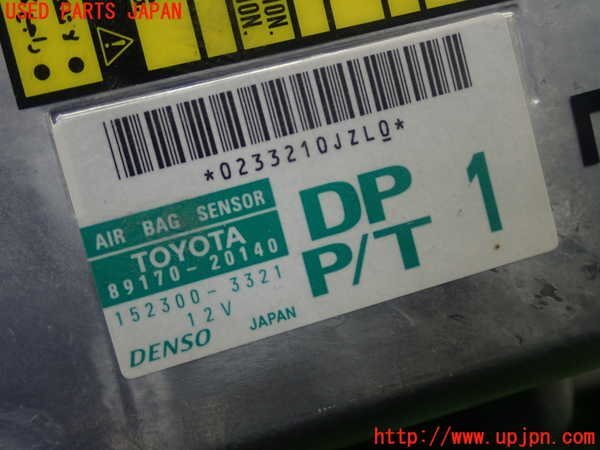 USED PARTS JAPAN
*0233210JZL0*
AIR BAG SENSOR
TOYOTA
89170-20140
152300-3321
12V
DENSO JAPAN
DP
P/T
1
http://www.upjpn.com